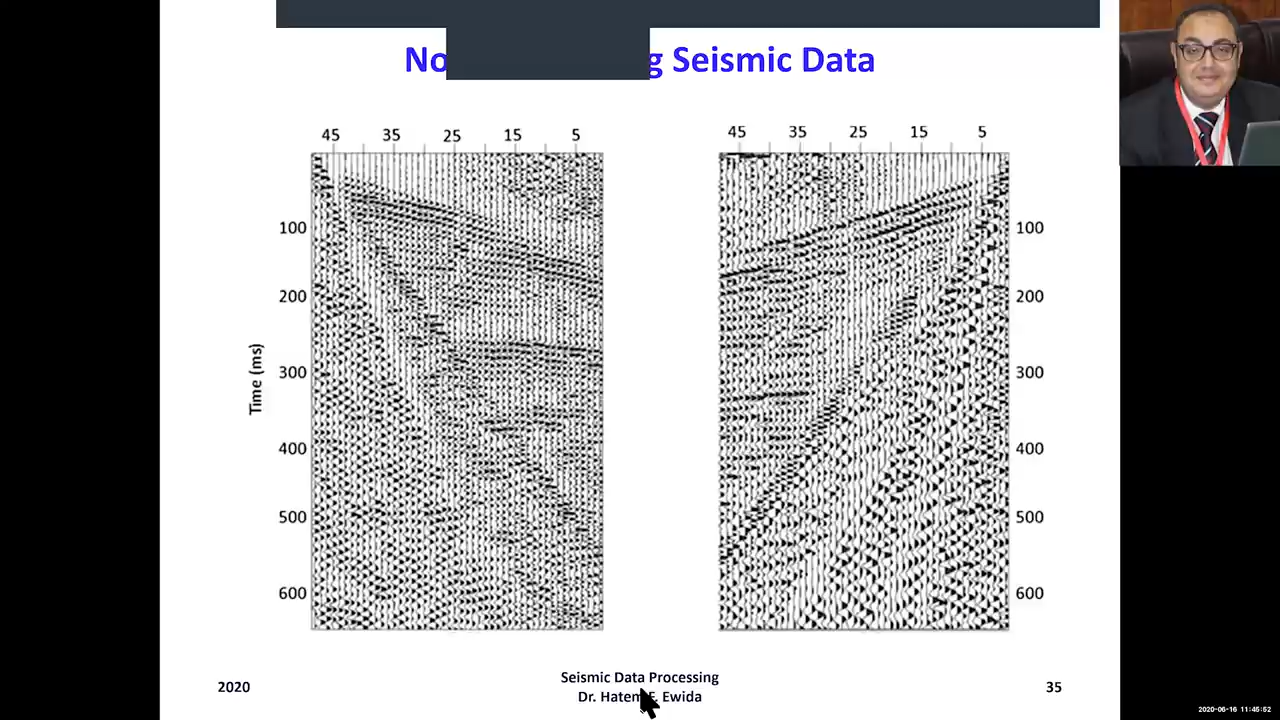 No g Seismic Data
45 35 25 15 5
45 35 25 15 5
100 100
200 200
Time (ms)
300 300
400 400
500 500
600 600
2020
Seismic Data Processing
Dr. Hatem F. Ewida
35
2020-06-16 11:45:52